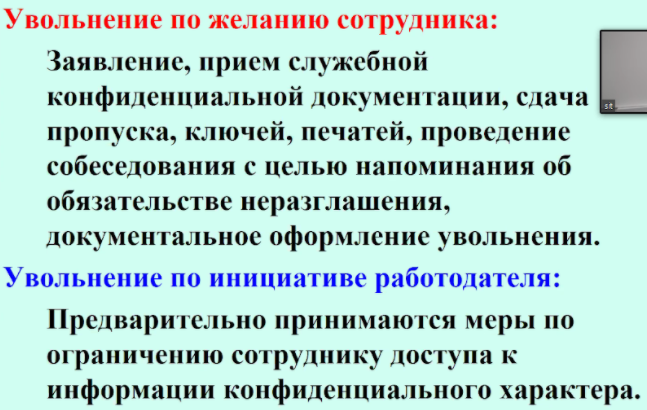 Увольнение по желанию сотрудника:
Заявление, прием служебной
конфиденциальной документации, сдача
пропуска, ключей, печатей, проведение
собеседования с целью напоминания об
обязательстве неразглашения,
документальное оформление увольнения.
Увольнение по инициативе работодателя:
Предварительно принимаются меры по
ограничению сотруднику доступа к
информации конфиденциального характера.